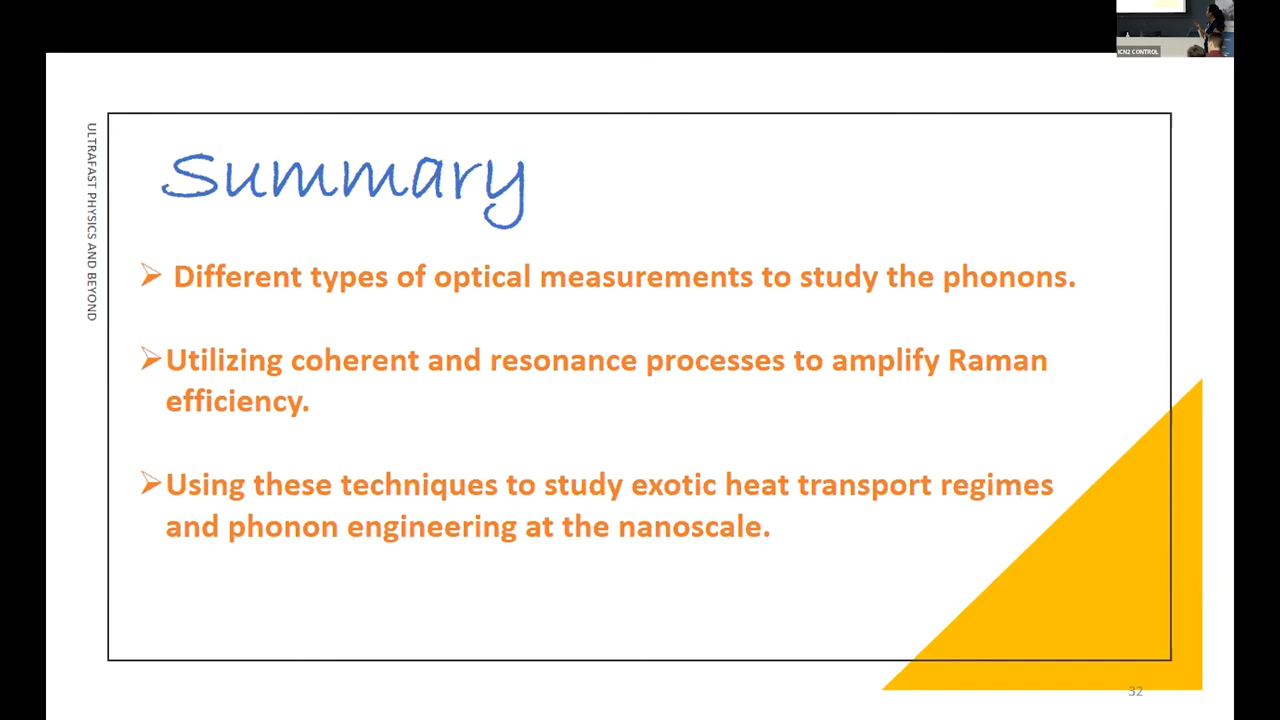 ICN2 CONTROL
ULTRAFAST PHYSICS AND BEYOND
Summary
Different types of optical measurements to study the phonons.
Utilizing coherent and resonance processes to amplify Raman
efficiency.
Using these techniques to study exotic heat transport regimes
and phonon engineering at the nanoscale.
32